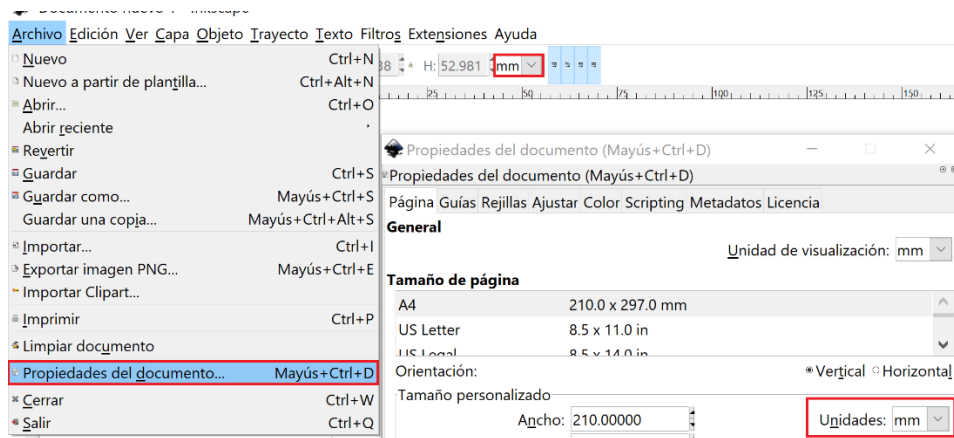 Documento nuevo 4 - Inkscape
Archivo Edición Ver Capa Objeto Trayecto Texto Filtros Extensiones Ayuda
Nuevo Ctrl+N
Nuevo a partir de plantilla... Ctrl+Alt+N
Abrir... Ctrl+O
Abrir reciente
Revertir
Guardar Ctrl+S
Guardar como... Mayús+Ctrl+S
Guardar una copia... Mayús+Ctrl+Alt+S
Importar... Ctrl+I
Exportar imagen PNG... Mayús+Ctrl+E
Importar Clipart...
Imprimir Ctrl+P
Limpiar documento
Propiedades del documento... Mayús+Ctrl+D
Cerrar Ctrl+W
Salir Ctrl+Q
H: 52.981 mm
25 50 75 100 125 150
Propiedades del documento (Mayús+Ctrl+D)
Propiedades del documento (Mayús+Ctrl+D)
Página Guías Rejillas Ajustar Color Scripting Metadatos Licencia
General
Unidad de visualización: mm
Tamaño de página
A4 210.0 x 297.0 mm
US Letter 8.5 x 11.0 in
US Legal 8.5 x 14.0 in
Orientación: Vertical Horizontal
Tamaño personalizado
Ancho: 210.00000 Unidades: mm